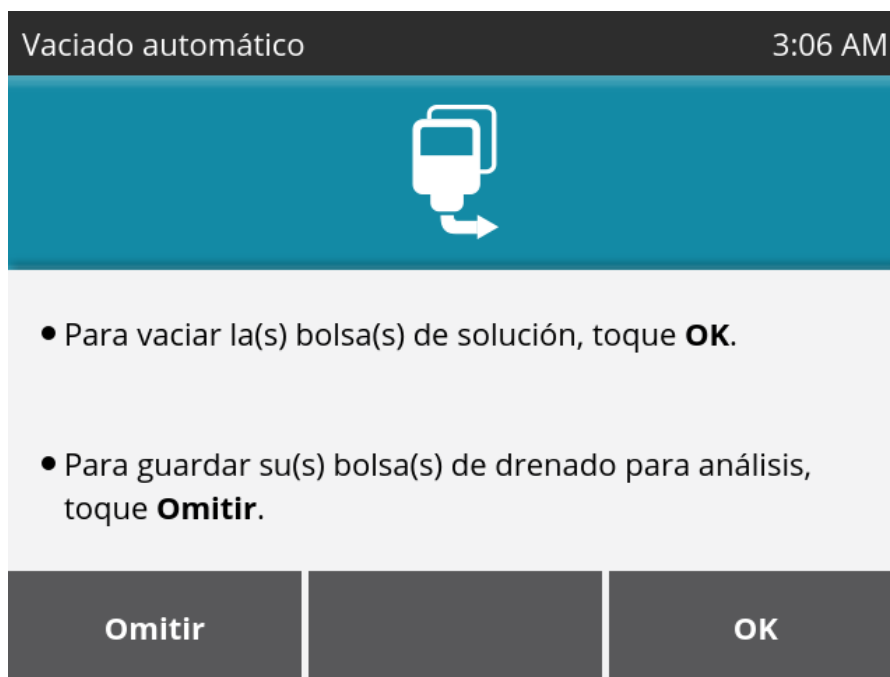 Vaciado automático 3:06 AM
• Para vaciar la(s) bolsa(s) de solución, toque OK.
• Para guardar su(s) bolsa(s) de drenado para análisis,
toque Omitir.
Omitir OK